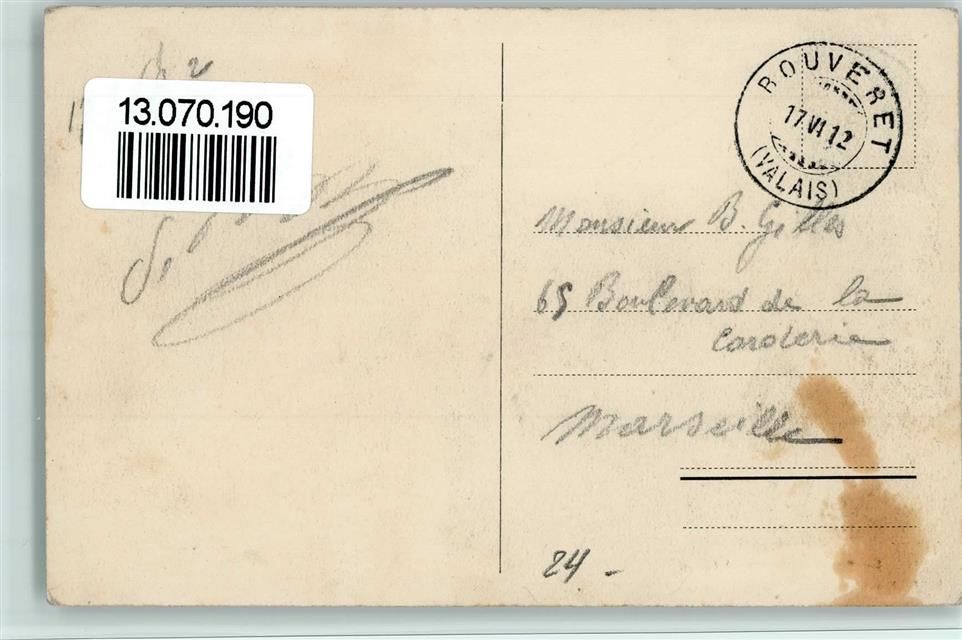 13.070.190
BOUVERET
17.VI.12
(VALAIS)
Monsieur B. Gilles
65 Boulevard de la
Corderie
Marseille
24 -